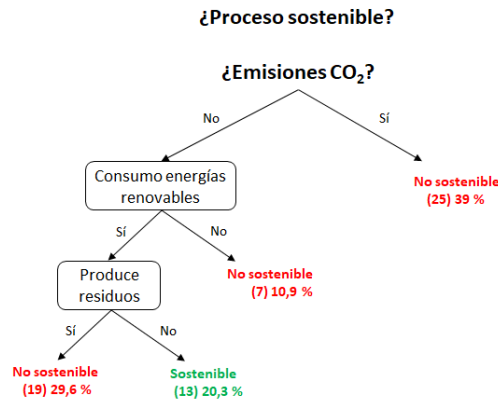 ¿Proceso sostenible?
¿Emisiones CO₂?
No
Sí
Consumo energías
renovables
No sostenible
(25) 39 %
Sí
No
Produce
residuos
No sostenible
(7) 10,9 %
Sí
No
No sostenible
(19) 29,6 %
Sostenible
(13) 20,3 %